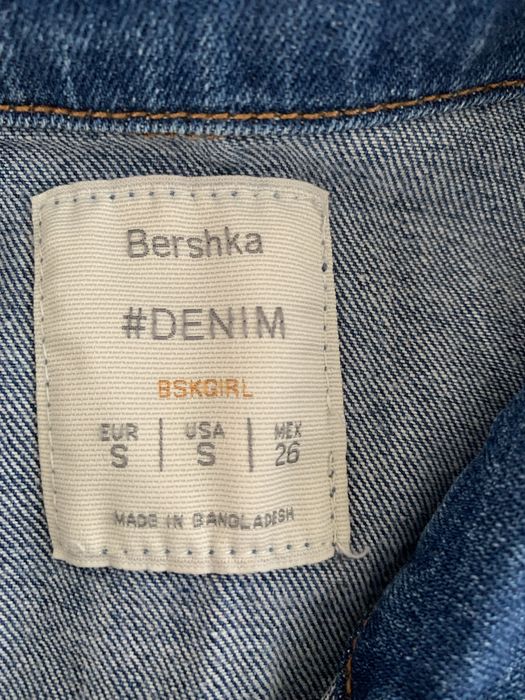 Bershka
#DENIM
BSKGIRL
EUR | USA | MEX
S | S | 26
MADE IN BANGLADESH